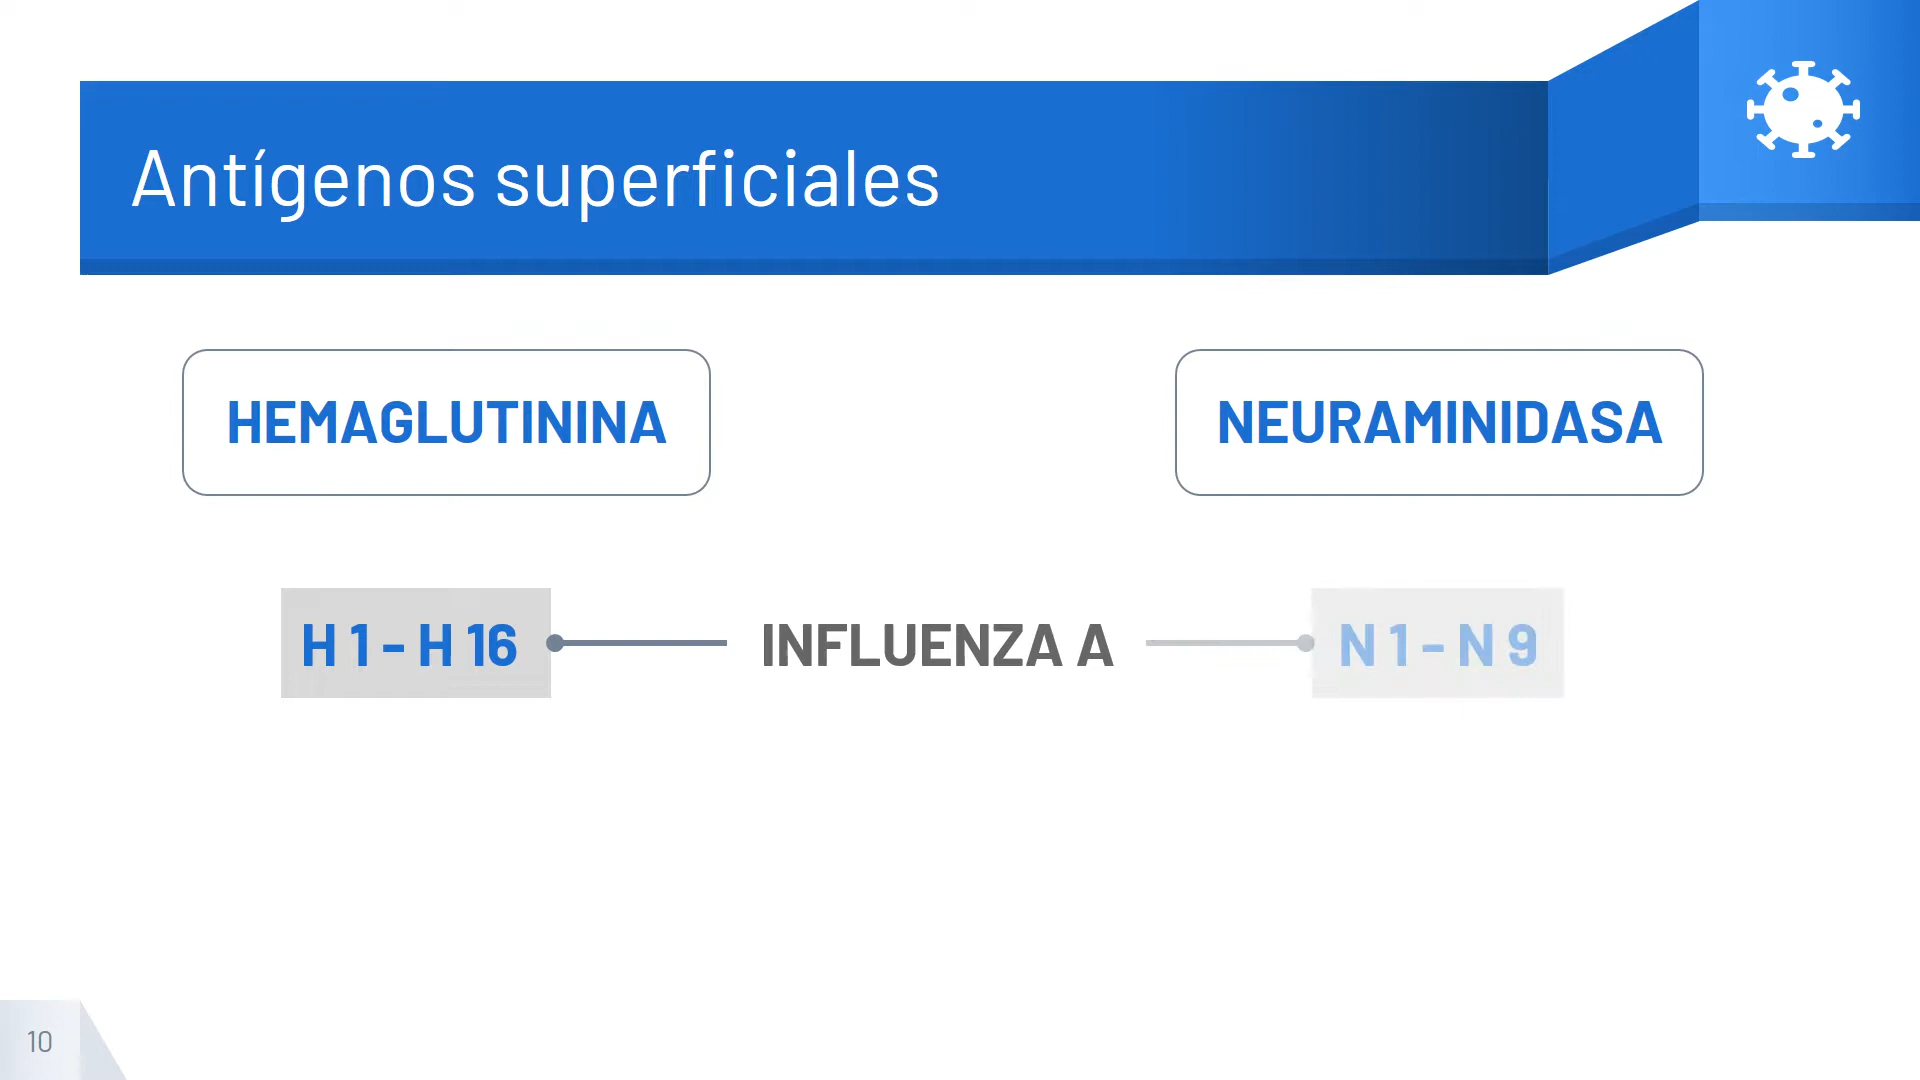 Antígenos superficiales
HEMAGLUTININA
NEURAMINIDASA
H 1 - H 16
INFLUENZA A
N 1 - N 9
10